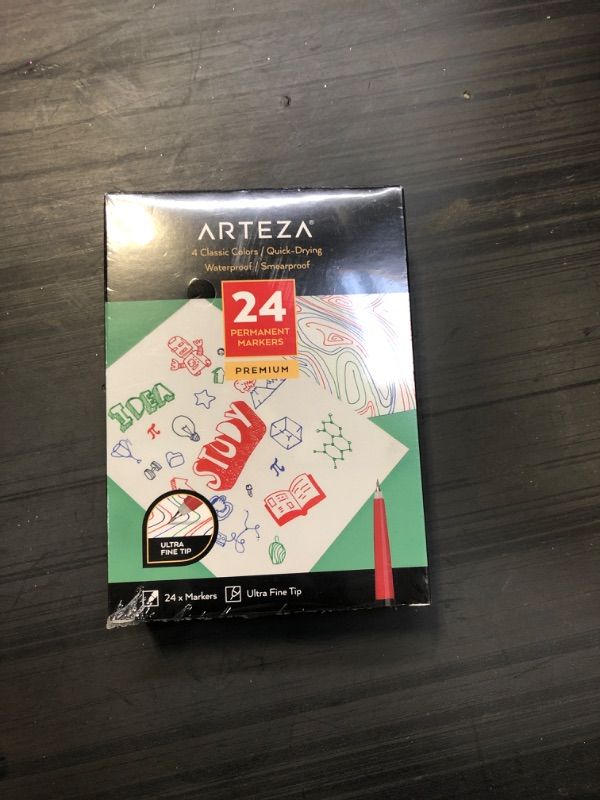 ARTEZA®
4 Classic Colors / Quick-Drying
Waterproof / Smearproof
24
PERMANENT
MARKERS
PREMIUM
IDEA
π
STUDY
π
ULTRA
FINE TIP
24 x Markers
Ultra Fine Tip